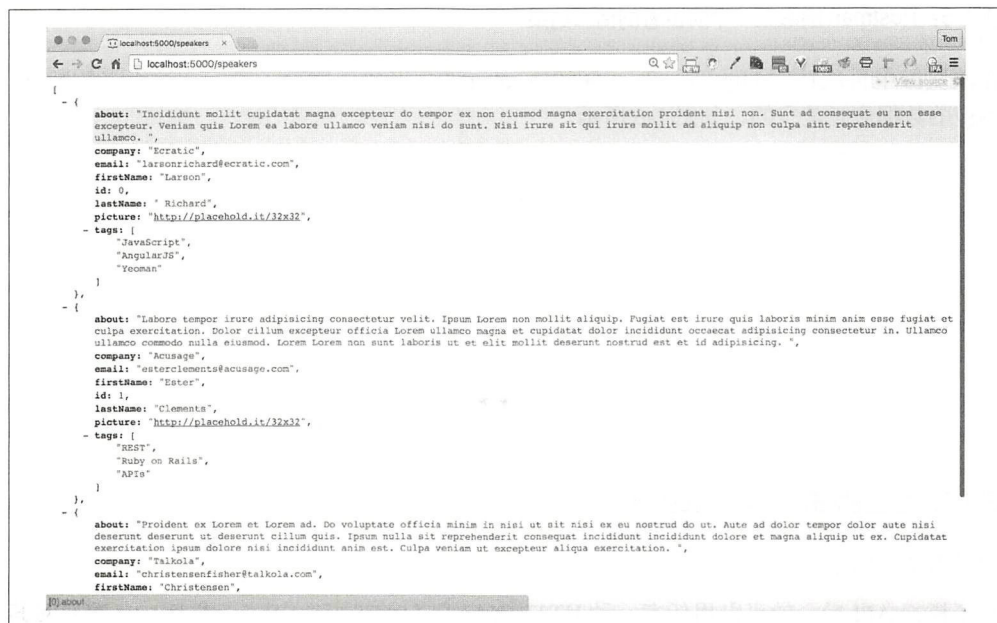 localhost:5000/speakers
Tom
localhost:5000/speakers
View source
[
- {
about: "Incididunt mollit cupidatat magna excepteur do tempor ex non eiusmod magna exercitation proident nisi non. Sunt ad consequat eu non esse
excepteur. Veniam quis Lorem ea labore ullamco veniam nisi do sunt. Nisi irure sit qui irure mollit ad aliquip non culpa sint reprehenderit
ullamco. ",
company: "Ecratic",
email: "larsonrichard@ecratic.com",
firstName: "Larson",
id: 0,
lastName: " Richard",
picture: "http://placehold.it/32x32",
- tags: [
"JavaScript",
"AngularJS",
"Yeoman"
]
},
- {
about: "Labore tempor irure adipisicing consectetur velit. Ipsum Lorem non mollit aliquip. Fugiat est irure quis laboris minim anim esse fugiat et
culpa exercitation. Dolor cillum excepteur officia Lorem ullamco magna et cupidatat dolor incididunt occaecat adipisicing consectetur in. Ullamco
ullamco commodo nulla eiusmod. Lorem Lorem non sunt laboris ut et elit mollit deserunt nostrud est et id adipisicing. ",
company: "Acusage",
email: "esterclements@acusage.com",
firstName: "Ester",
id: 1,
lastName: "Clements",
picture: "http://placehold.it/32x32",
- tags: [
"REST",
"Ruby on Rails",
"APIs"
]
},
- {
about: "Proident ex Lorem et Lorem ad. Do voluptate officia minim in nisi ut sit nisi ex eu nostrud do ut. Aute ad dolor tempor dolor aute nisi
deserunt deserunt ut deserunt cillum quis. Ipsum nulla sit reprehenderit consequat incididunt incididunt dolore et magna aliquip ut ex. Cupidatat
exercitation ipsum dolore nisi incididunt anim est. Culpa veniam ut excepteur aliqua exercitation. ",
company: "Talkola",
email: "christensenfisher@talkola.com",
firstName: "Christensen",
[0].about